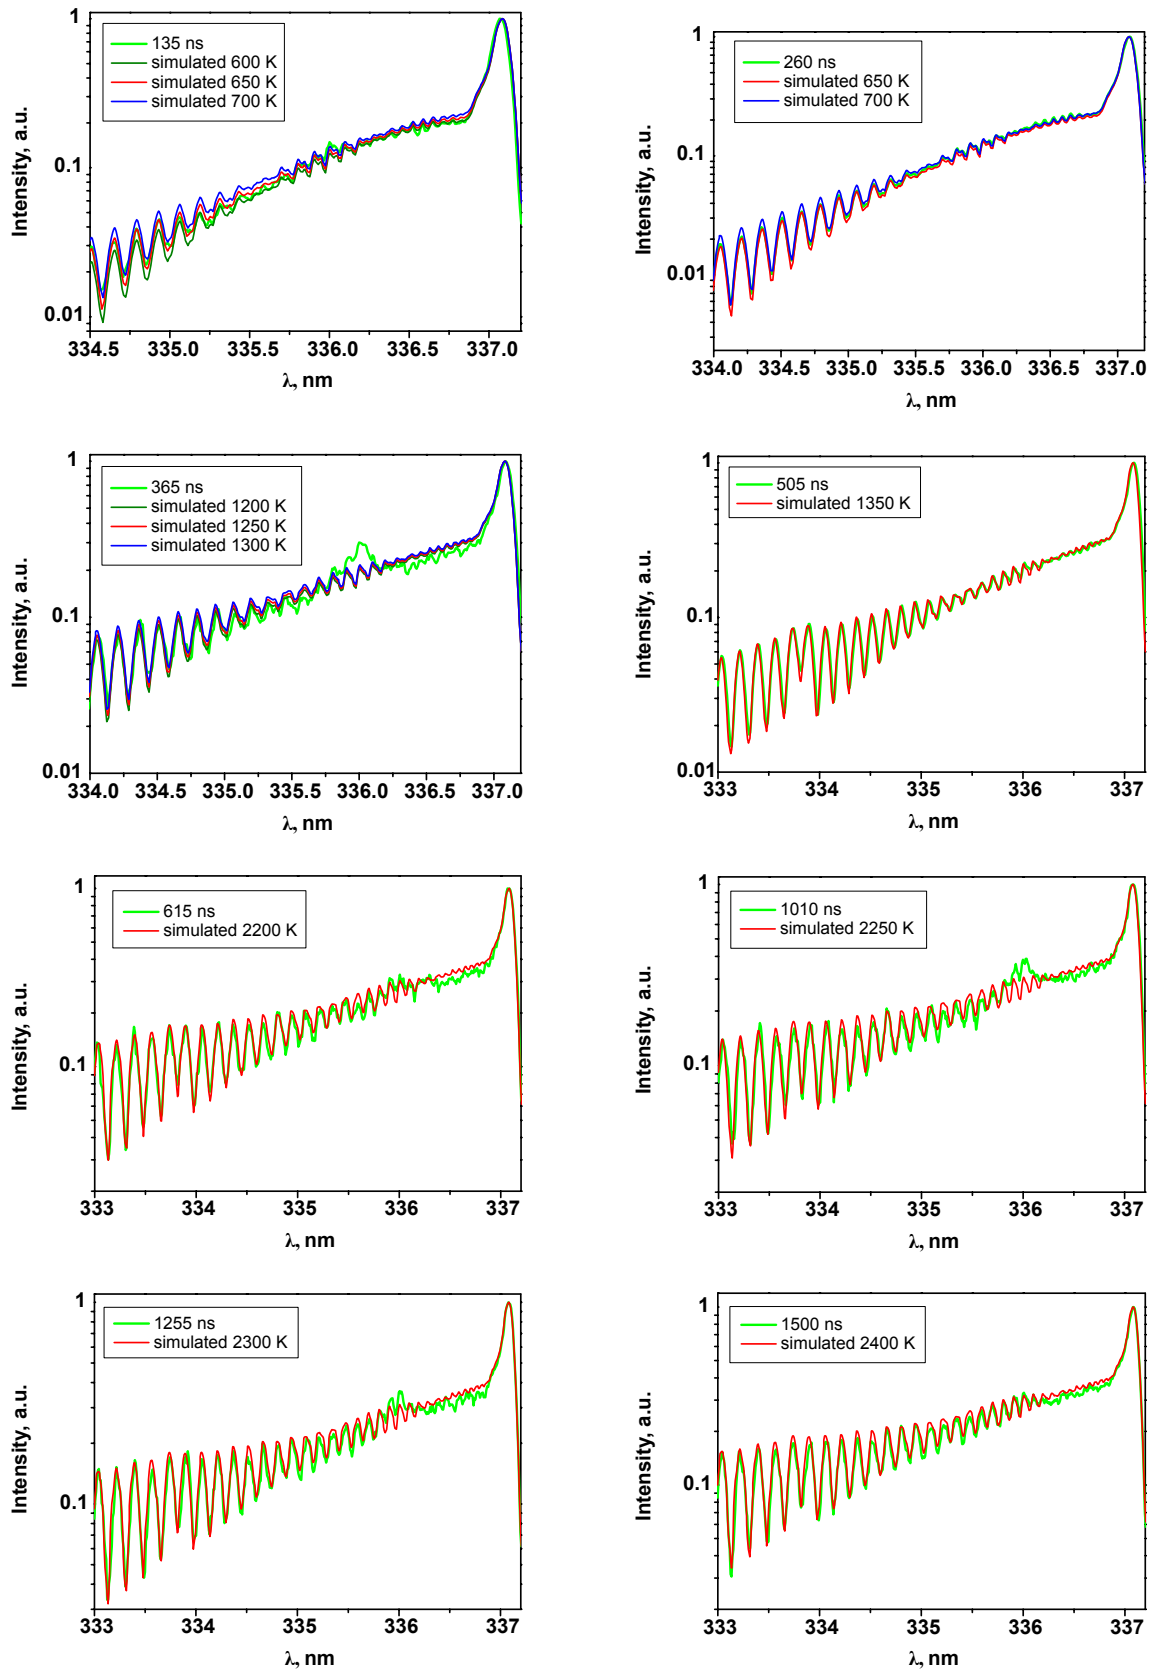 1
135 ns
simulated 600 K
simulated 650 K
simulated 700 K
0.1
0.01
Intensity, a.u.
334.5 335.0 335.5 336.0 336.5 337.0
λ, nm
1
260 ns
simulated 650 K
simulated 700 K
0.1
0.01
Intensity, a.u.
334.0 334.5 335.0 335.5 336.0 336.5 337.0
λ, nm
1
365 ns
simulated 1200 K
simulated 1250 K
simulated 1300 K
0.1
0.01
Intensity, a.u.
334.0 334.5 335.0 335.5 336.0 336.5 337.0
λ, nm
1
505 ns
simulated 1350 K
0.1
0.01
Intensity, a.u.
333 334 335 336 337
λ, nm
1
615 ns
simulated 2200 K
0.1
Intensity, a.u.
333 334 335 336 337
λ, nm
1
1010 ns
simulated 2250 K
0.1
Intensity, a.u.
333 334 335 336 337
λ, nm
1
1255 ns
simulated 2300 K
0.1
Intensity, a.u.
333 334 335 336 337
λ, nm
1
1500 ns
simulated 2400 K
0.1
Intensity, a.u.
333 334 335 336 337
λ, nm